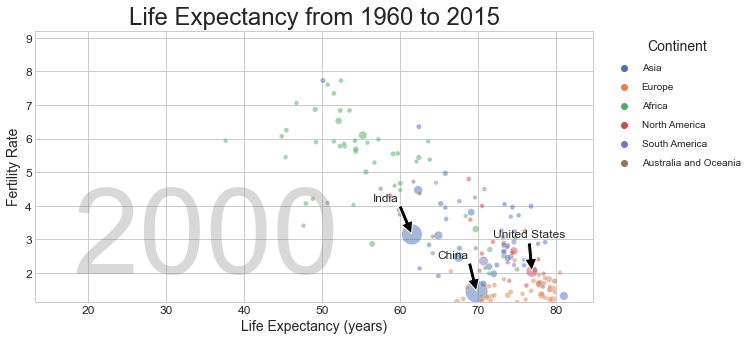 Life Expectancy from 1960 to 2015
9
8
7
6
5
4
3
2
Fertility Rate
2000
India
China
United States
20
30
40
50
60
70
80
Life Expectancy (years)
Continent
Asia
Europe
Africa
North America
South America
Australia and Oceania